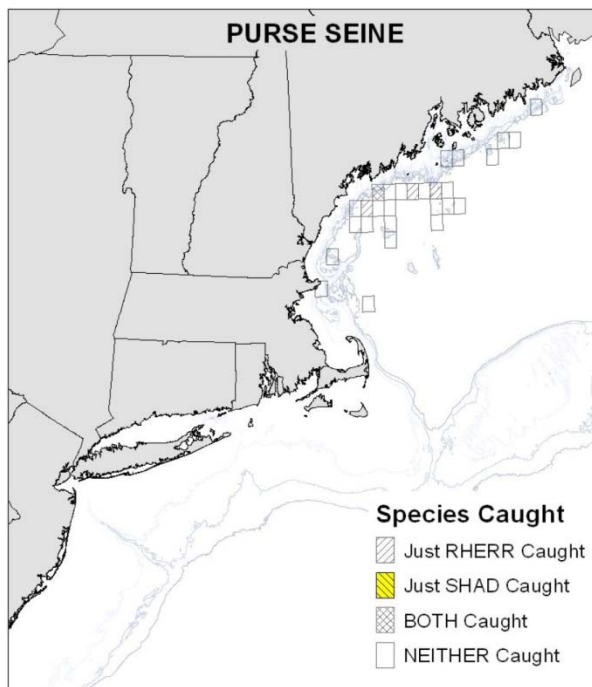 PURSE SEINE
Species Caught
Just RHERR Caught
Just SHAD Caught
BOTH Caught
NEITHER Caught